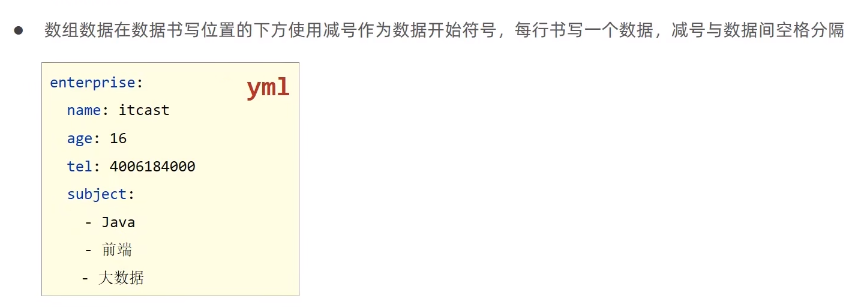 ● 数组数据在数据书写位置的下方使用减号作为数据开始符号，每行书写一个数据，减号与数据间空格分隔
enterprise:
yml
name: itcast
age: 16
tel: 4006184000
subject:
- Java
- 前端
- 大数据